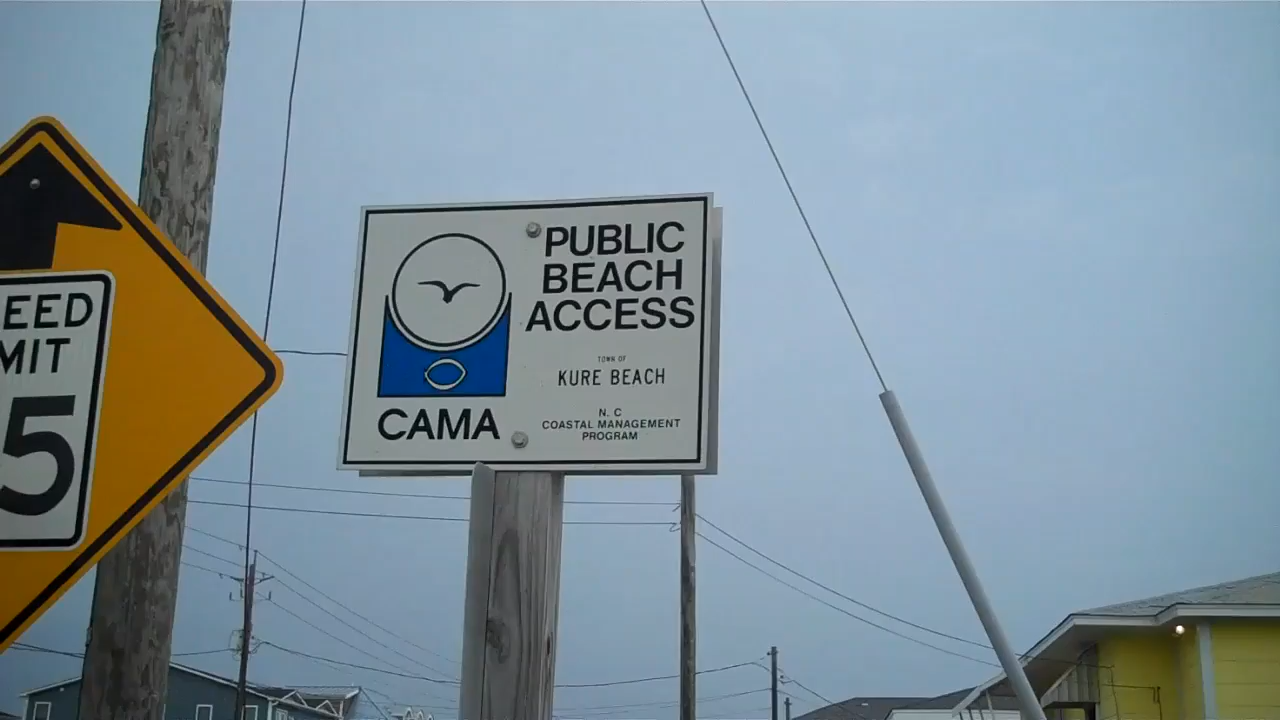 EED
MIT
5
PUBLIC
BEACH
ACCESS
TOWN OF
KURE BEACH
CAMA
N. C
COASTAL MANAGEMENT
PROGRAM